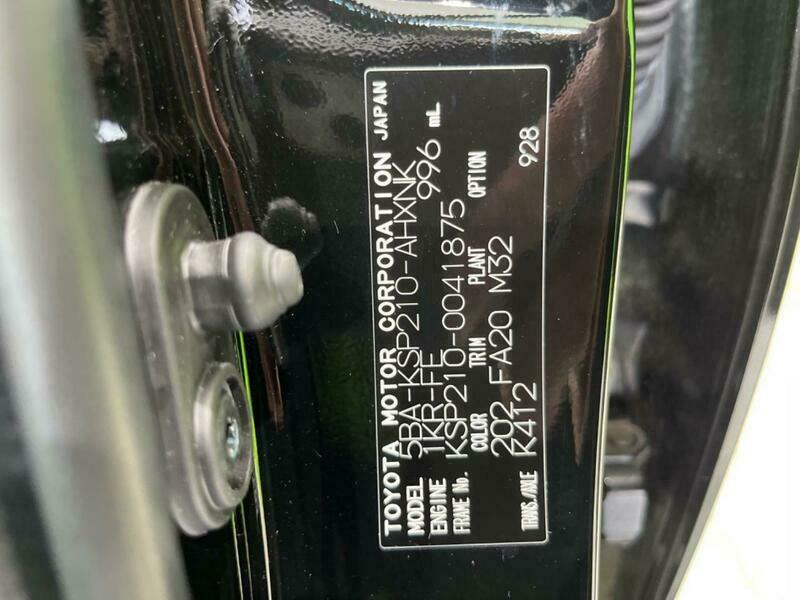 TOYOTA MOTOR CORPORATION JAPAN
MODEL 5BA-KSP210-AHXNK
ENGINE 1KR-FE 996 mL
FRAME No. KSP210-0041875
COLOR TRIM PLANT OPTION
202 FA20 M32
TRANS./AXLE K412 928